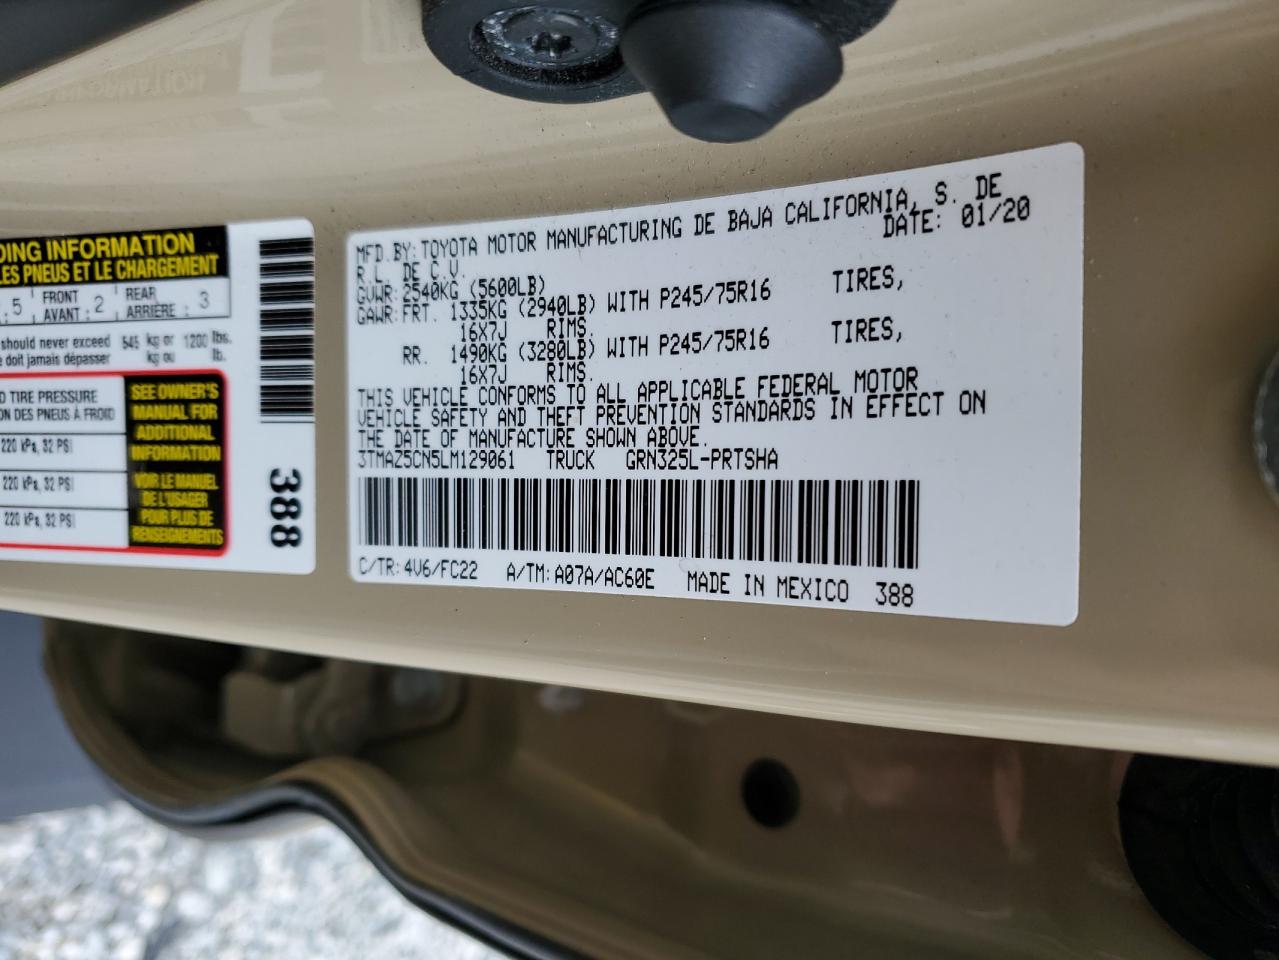 DING INFORMATION
LES PNEUS ET LE CHARGEMENT
: 5 FRONT AVANT : 2 REAR ARRIÈRE : 3
should never exceed 545 kg or 1200 lbs.
e doit jamais dépasser kg ou lb.
D TIRE PRESSURE
ON DES PNEUS À FROID
220 kPa, 32 PSI
220 kPa, 32 PSI
220 kPa, 32 PSI
SEE OWNER'S
MANUAL FOR
ADDITIONAL
INFORMATION
VOIR LE MANUEL
DE L'USAGER
POUR PLUS DE
RENSEIGNEMENTS
388
MFD.BY:TOYOTA MOTOR MANUFACTURING DE BAJA CALIFORNIA, S. DE
R.L. DE C.V. DATE: 01/20
GVWR:2540KG (5600LB)
GAWR:FRT. 1335KG (2940LB) WITH P245/75R16 TIRES,
16X7J RIMS.
RR. 1490KG (3280LB) WITH P245/75R16 TIRES,
16X7J RIMS.
THIS VEHICLE CONFORMS TO ALL APPLICABLE FEDERAL MOTOR
VEHICLE SAFETY AND THEFT PREVENTION STANDARDS IN EFFECT ON
THE DATE OF MANUFACTURE SHOWN ABOVE.
3TMAZ5CN5LM129061 TRUCK GRN325L-PRTSHA
C/TR:4V6/FC22 A/TM:A07A/AC60E MADE IN MEXICO 388